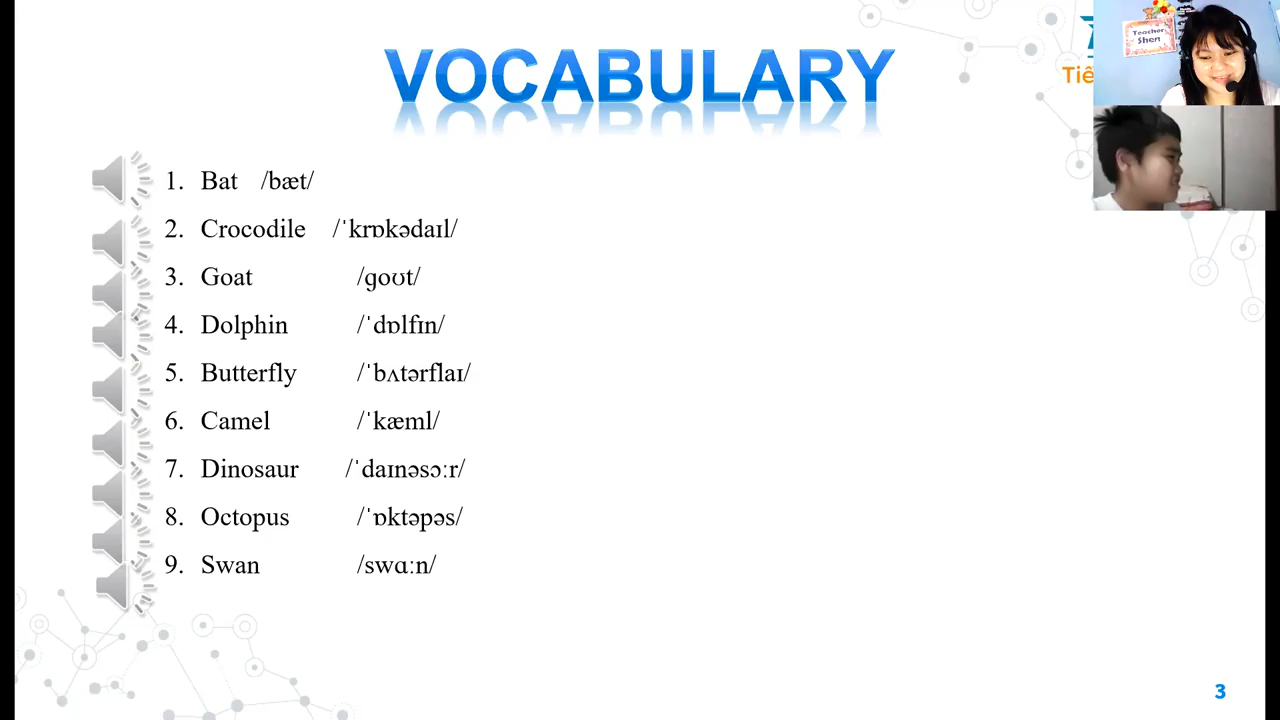 VOCABULARY
Teacher
Shen
Tiế
1. Bat /bæt/
2. Crocodile /ˈkrɒkədaɪl/
3. Goat /ɡoʊt/
4. Dolphin /ˈdɒlfɪn/
5. Butterfly /ˈbʌtərflaɪ/
6. Camel /ˈkæml/
7. Dinosaur /ˈdaɪnəsɔːr/
8. Octopus /ˈɒktəpəs/
9. Swan /swɑːn/
3